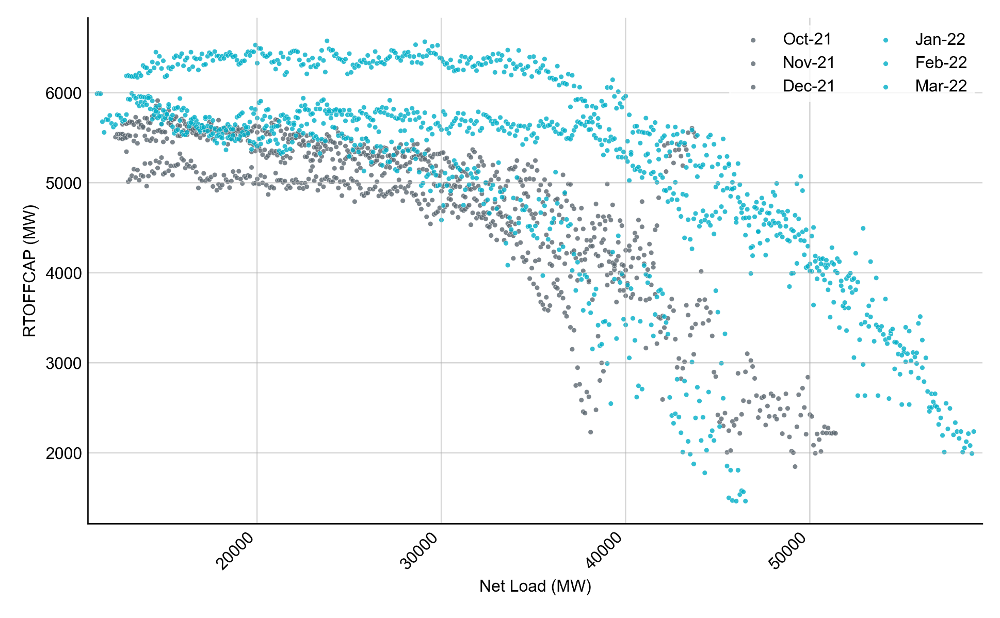 Oct-21
Nov-21
Dec-21
Jan-22
Feb-22
Mar-22
RTOFFCAP (MW)
6000
5000
4000
3000
2000
20000
30000
40000
50000
Net Load (MW)